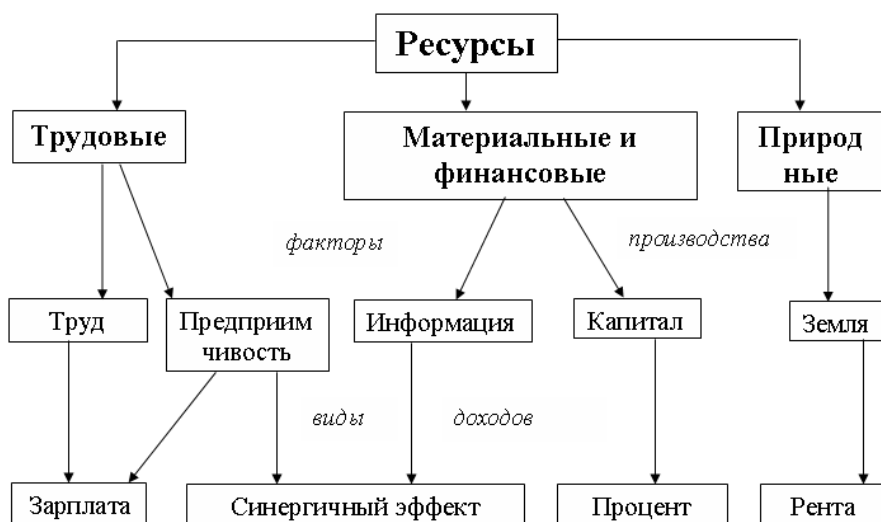 Ресурсы
Трудовые
Материальные и
финансовые
Природ
ные
факторы
производства
Труд
Предприим
чивость
Информация
Капитал
Земля
виды
доходов
Зарплата
Синергичный эффект
Процент
Рента